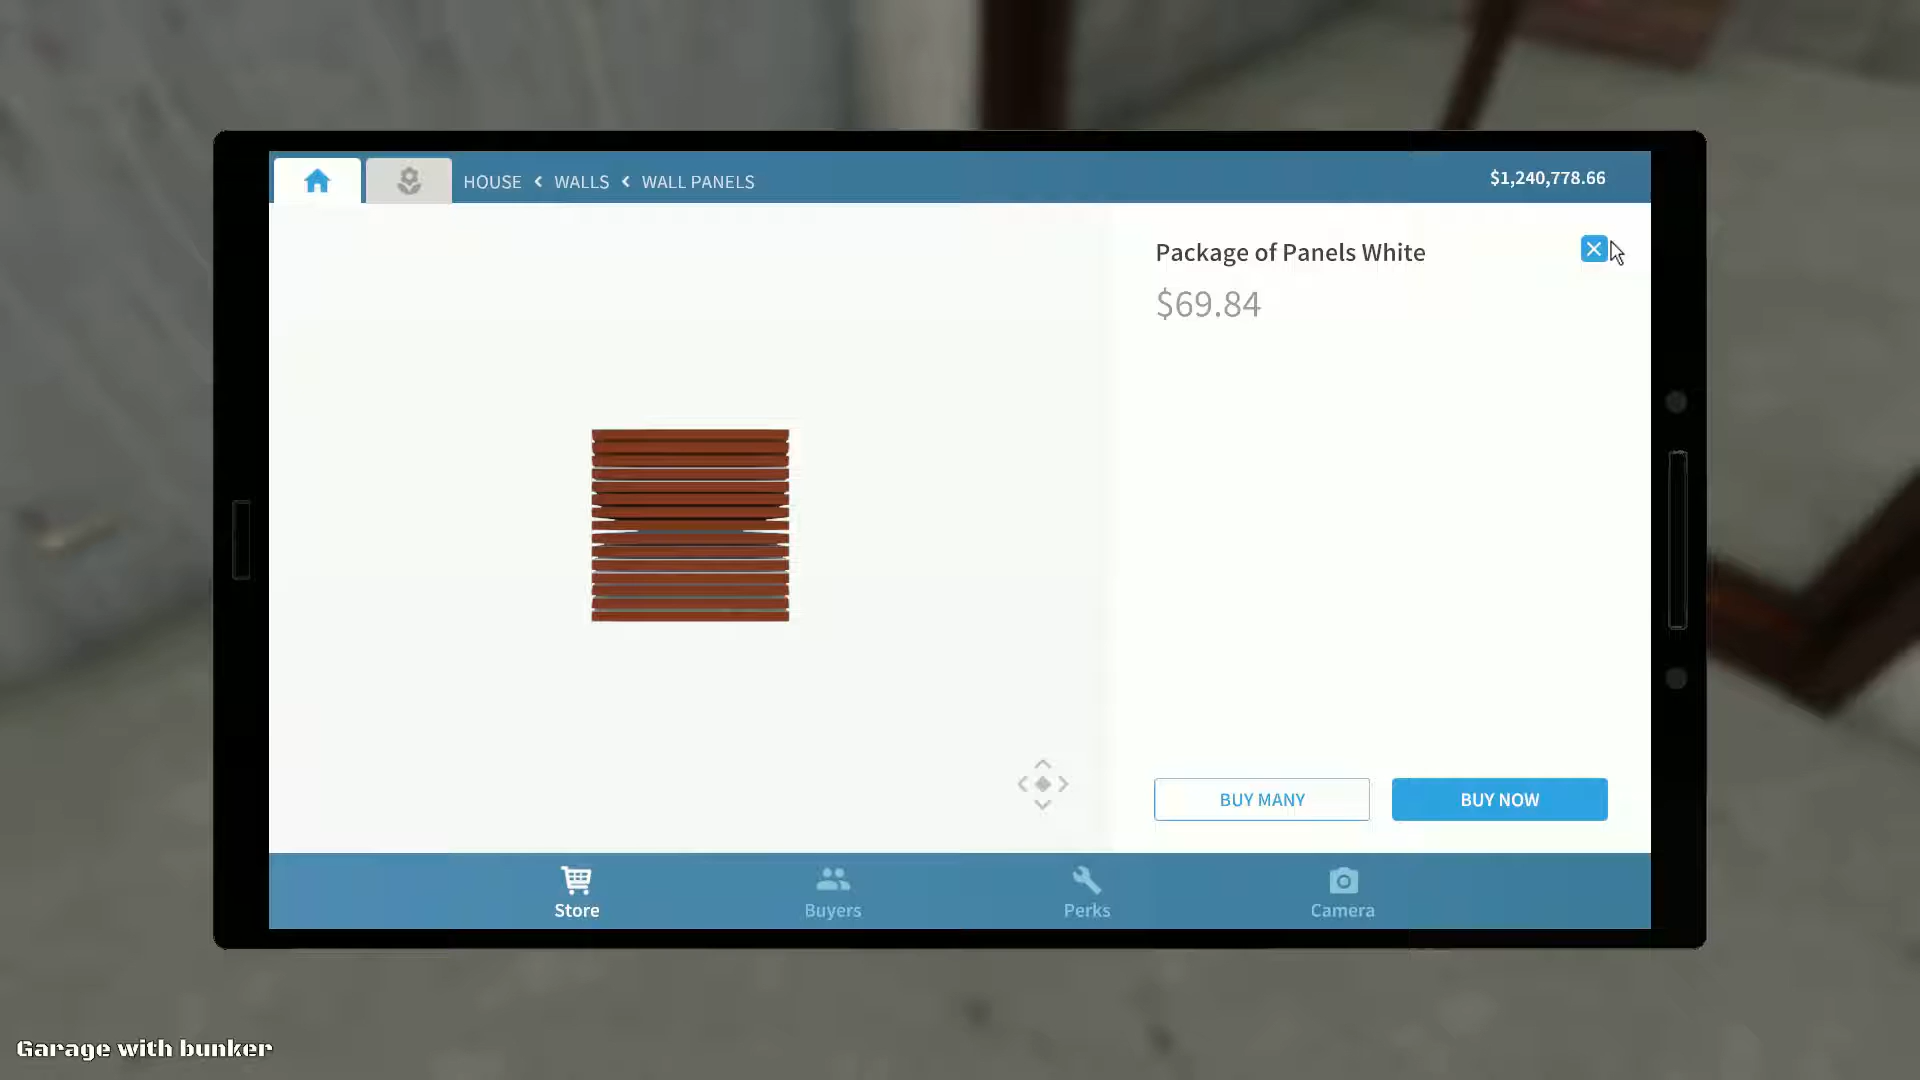 HOUSE < WALLS < WALL PANELS
$1,240,778.66
Package of Panels White
$69.84
BUY MANY
BUY NOW
Store
Buyers
Perks
Camera
Garage with bunker